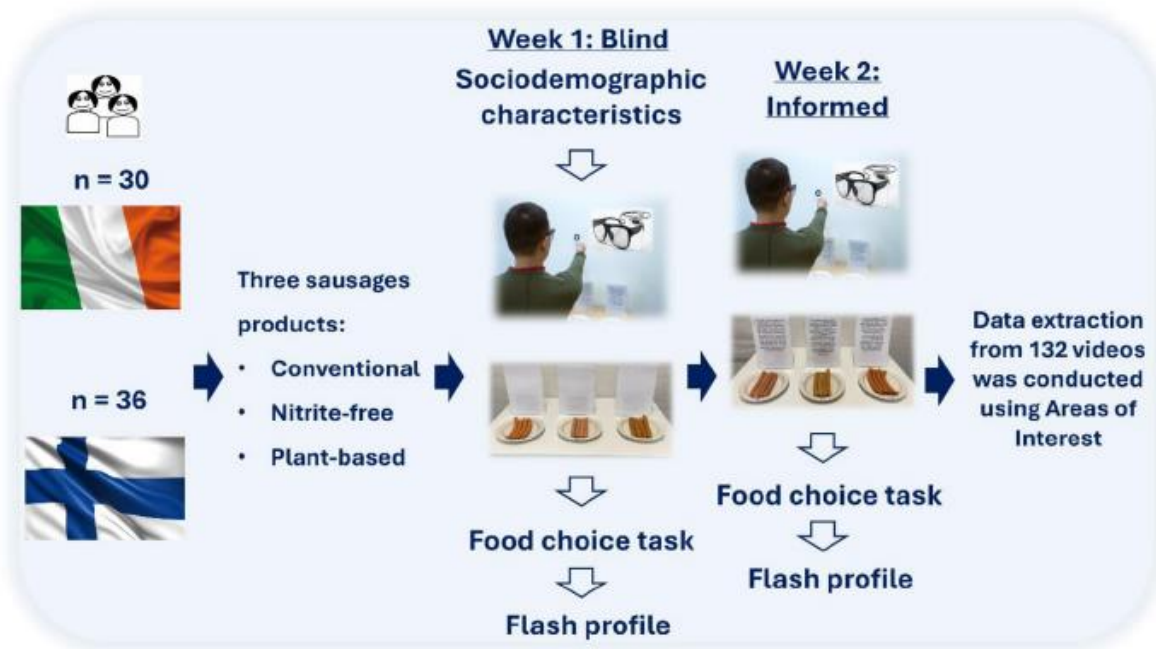 n = 30
n = 36
Three sausages
products:
• Conventional
• Nitrite-free
• Plant-based
Week 1: Blind
Sociodemographic
characteristics
Food choice task
Flash profile
Week 2:
Informed
Food choice task
Flash profile
Data extraction
from 132 videos
was conducted
using Areas of
Interest